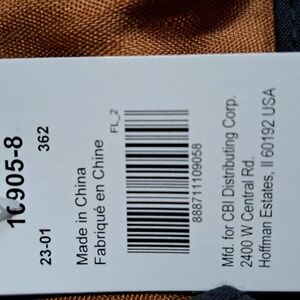 10905-8
23-01 362
Made in China
Fabriqué en Chine
FL_2
8887111109058
Mfd. for CBI Distributing Corp.
2400 W Central Rd.
Hoffman Estates, Il 60192 USA